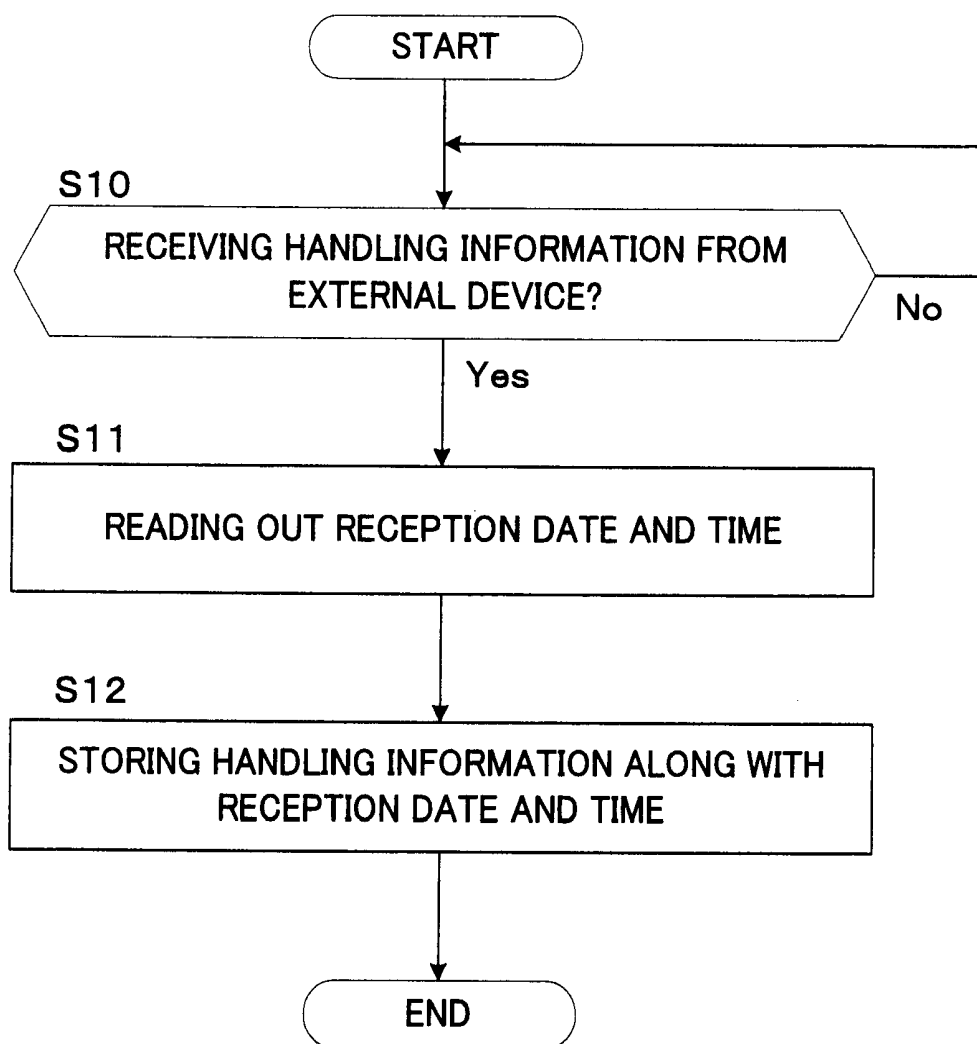 START
S10
RECEIVING HANDLING INFORMATION FROM
EXTERNAL DEVICE?
No
Yes
S11
READING OUT RECEPTION DATE AND TIME
S12
STORING HANDLING INFORMATION ALONG WITH
RECEPTION DATE AND TIME
END